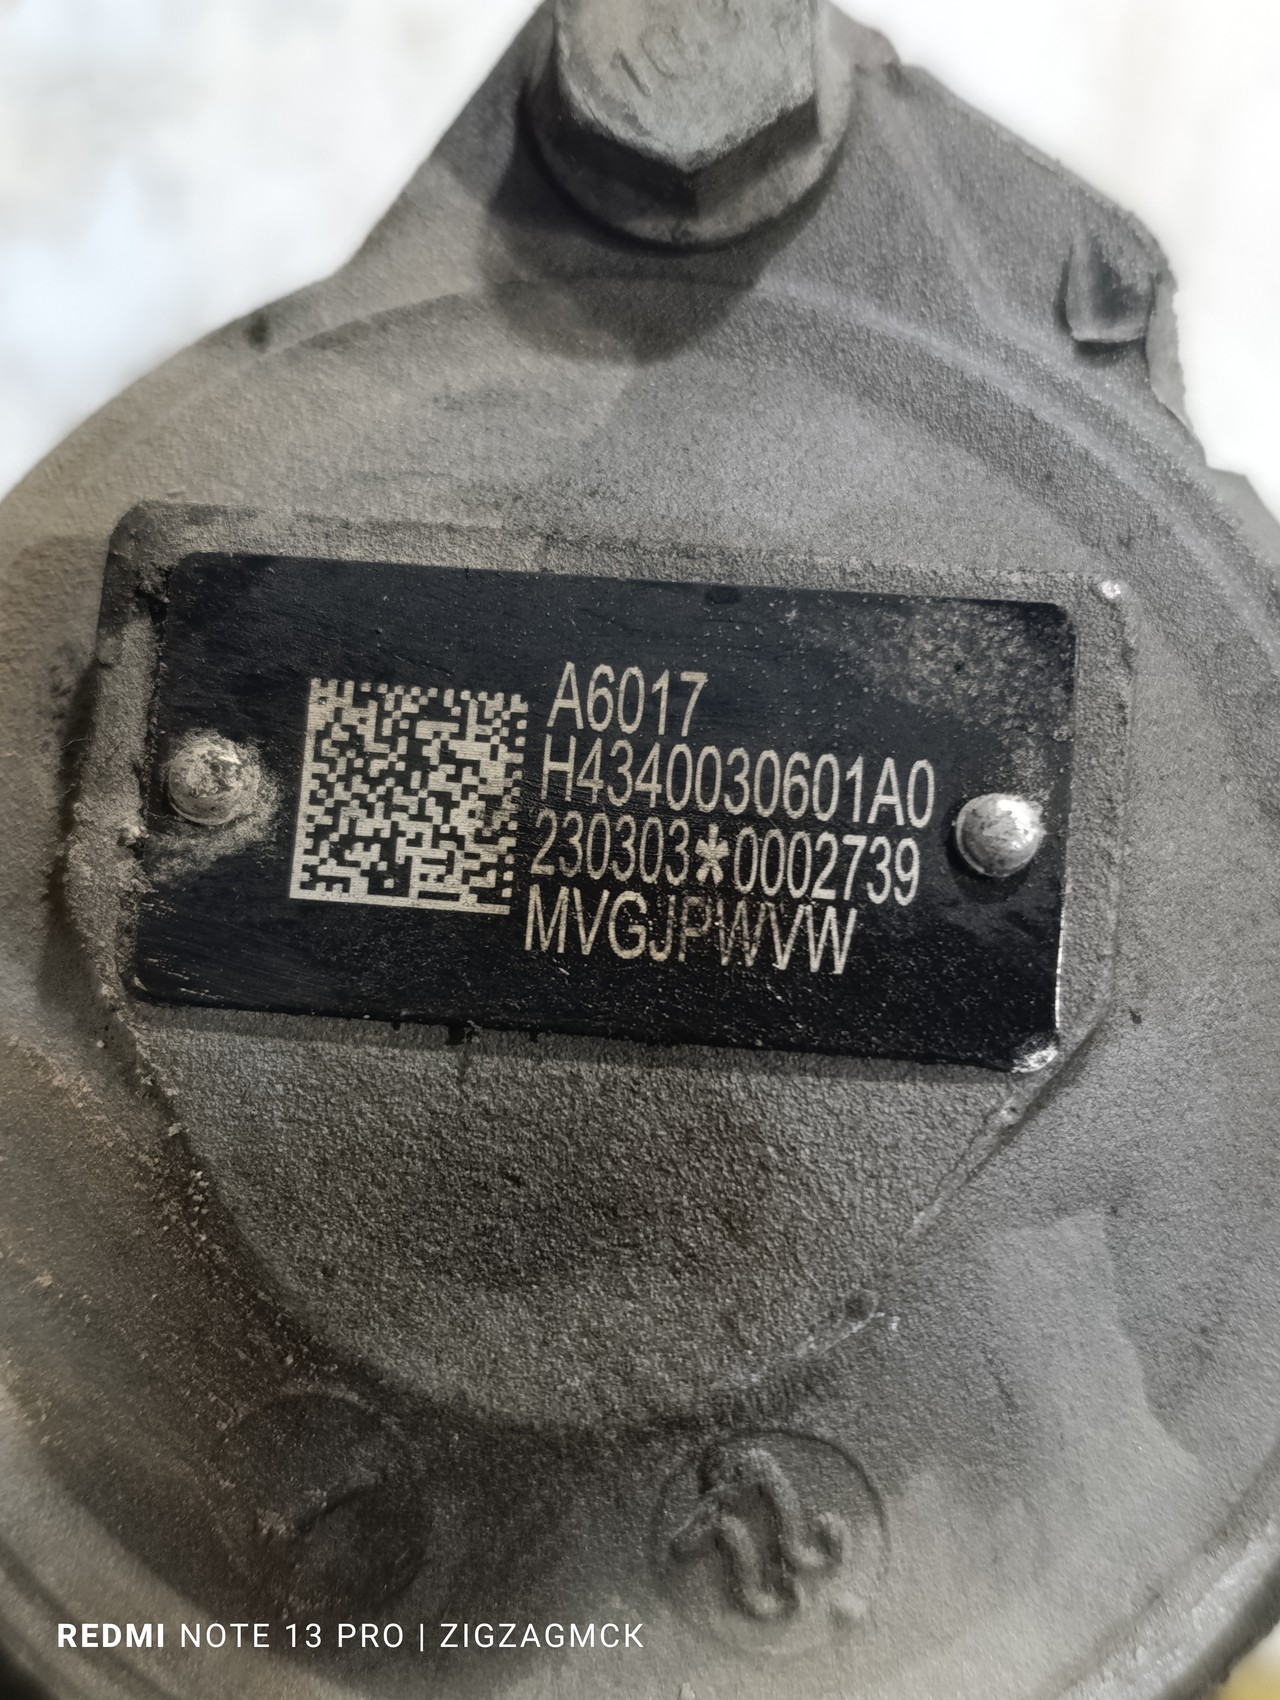 A6017
H4340030601A0
230303*0002739
MVGJPWVW
REDMI NOTE 13 PRO | ZIGZAGMCK